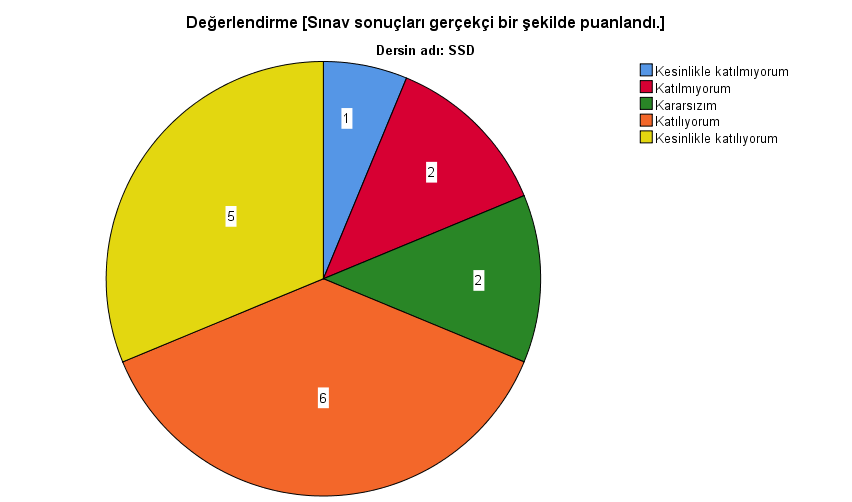 Değerlendirme [Sınav sonuçları gerçekçi bir şekilde puanlandı.]
Dersin adı: SSD
Kesinlikle katılmıyorum
Katılmıyorum
Kararsızım
Katılıyorum
Kesinlikle katılıyorum
1
2
5
2
6